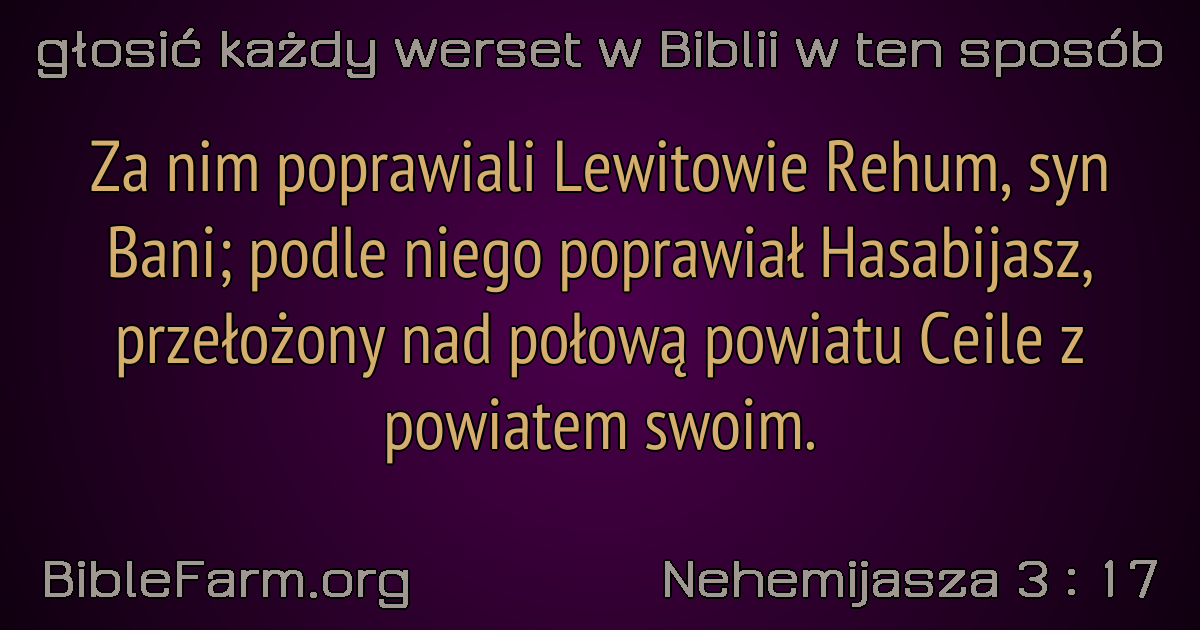 głosić każdy werset w Biblii w ten sposób
Za nim poprawiali Lewitowie Rehum, syn
Bani; podle niego poprawiał Hasabijasz,
przełożony nad połową powiatu Ceile z
powiatem swoim.
BibleFarm.org
Nehemijasza 3 : 17